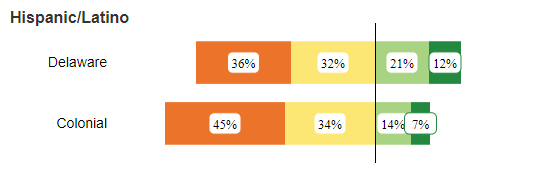 Hispanic/Latino
Delaware 36% 32% 21% 12%
Colonial 45% 34% 14% 7%